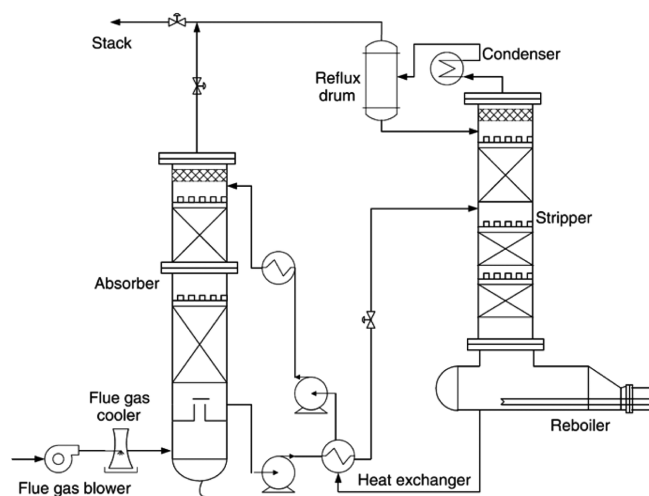 Stack
Reflux
drum
Condenser
Stripper
Absorber
Flue gas
cooler
Reboiler
Heat exchanger
Flue gas blower